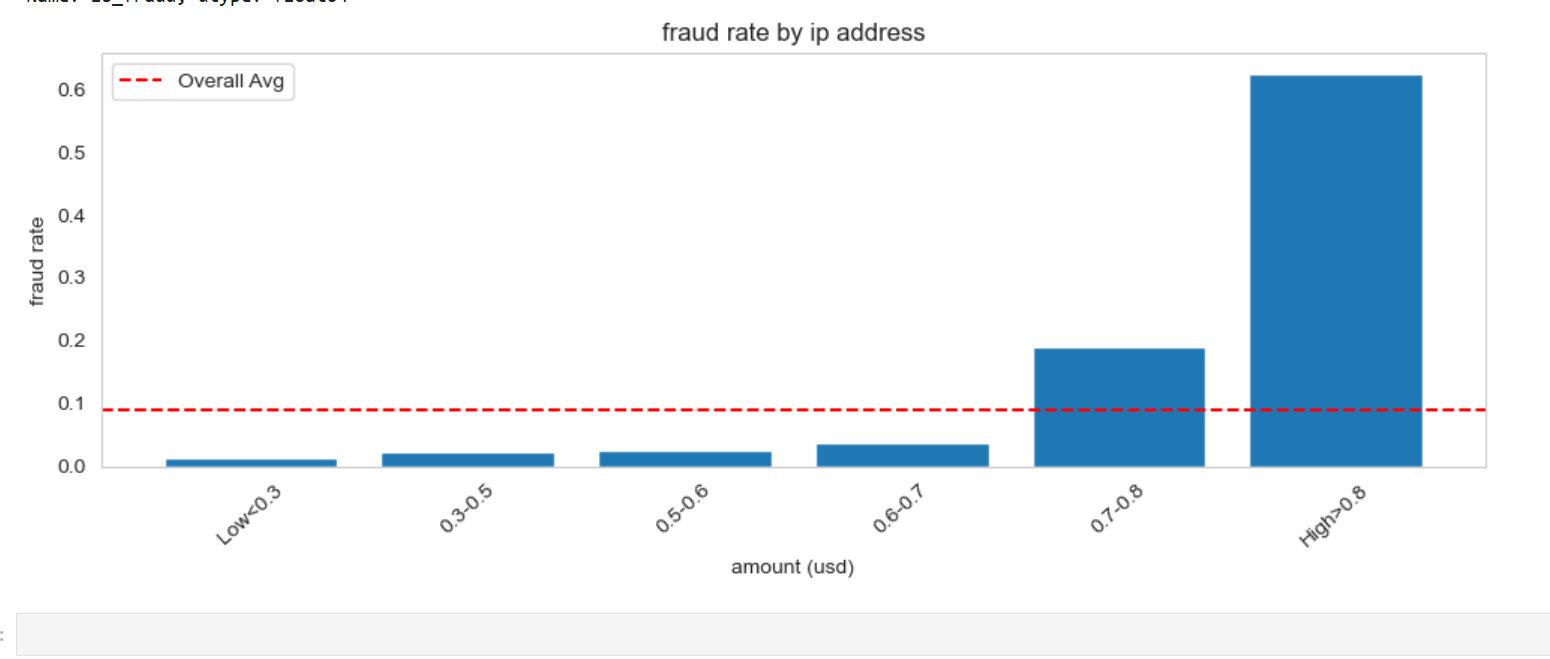 fraud rate by ip address
Overall Avg
0.6
0.5
0.4
0.3
0.2
0.1
0.0
fraud rate
Low<0.3
0.3-0.5
0.5-0.6
0.6-0.7
0.7-0.8
High>0.8
amount (usd)
: